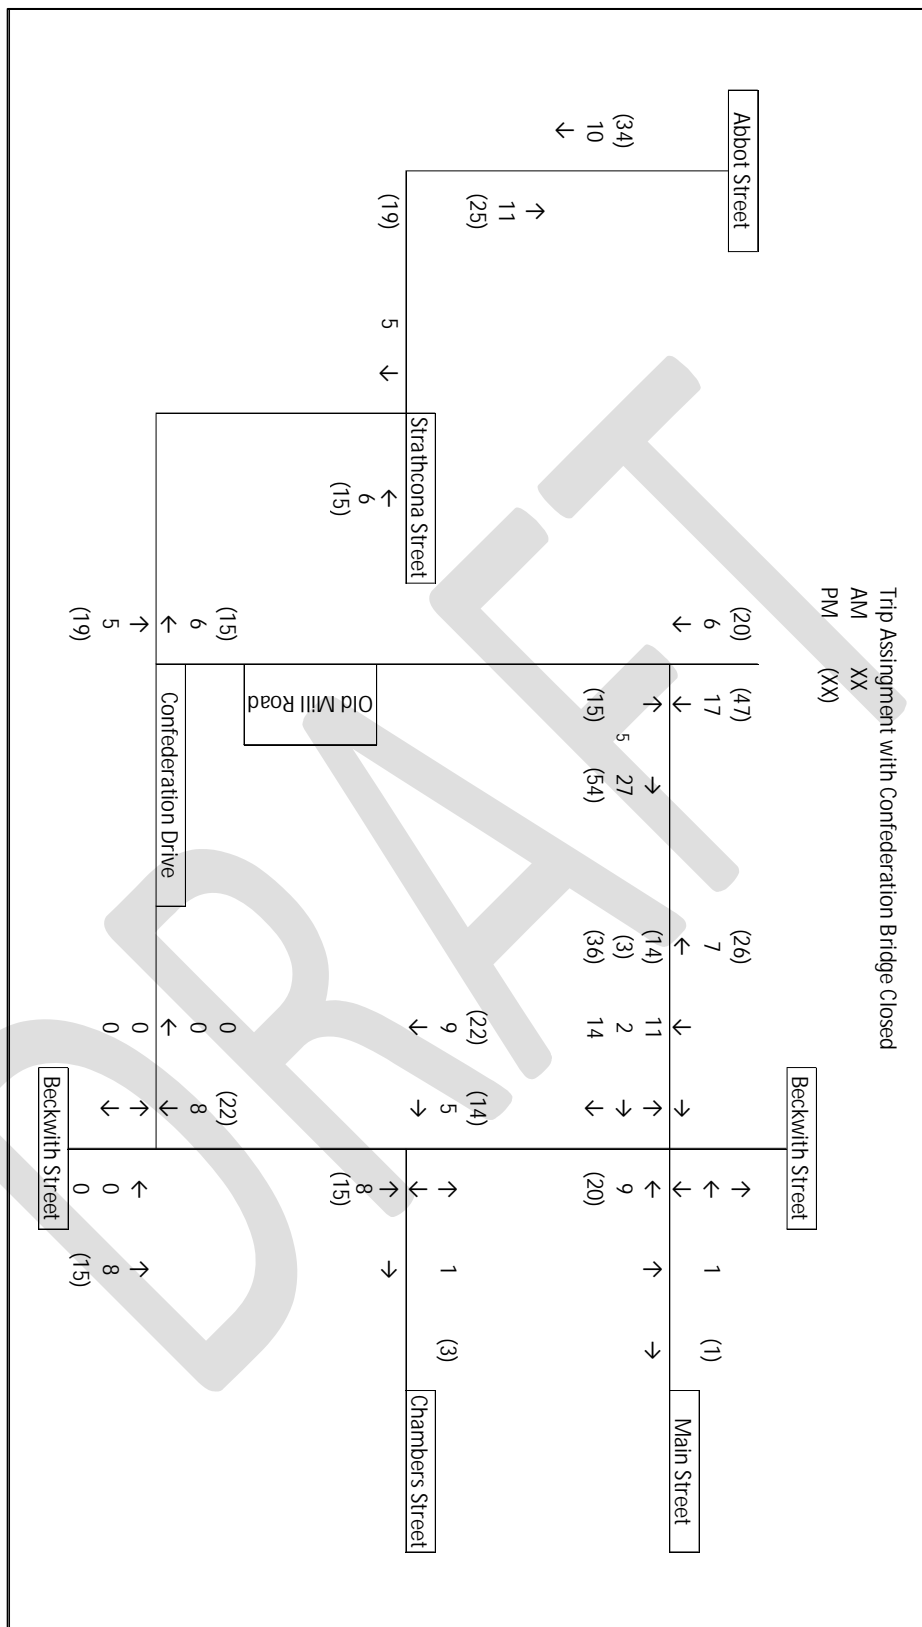 Trip Assingment with Confederation Bridge Closed
AM XX
PM (XX)
Beckwith Street
Abbot Street
(20) (47) (26)
6 17 7 1 (1)
Main Street
(14) 11
(34) 5 27 (3) 2 9
10 (15) (54) (36) 14 (20)
11
(25) (22) (14)
9 5 1 (3)
Strathcona Street
Chambers Street
(19) 5
6 8
(15) (15)
Old Mill Road
(15) 0 (22)
6 0 8
Confederation Drive
0
5 0 0 8
(19) 0 (15)
Beckwith Street
DRAFT